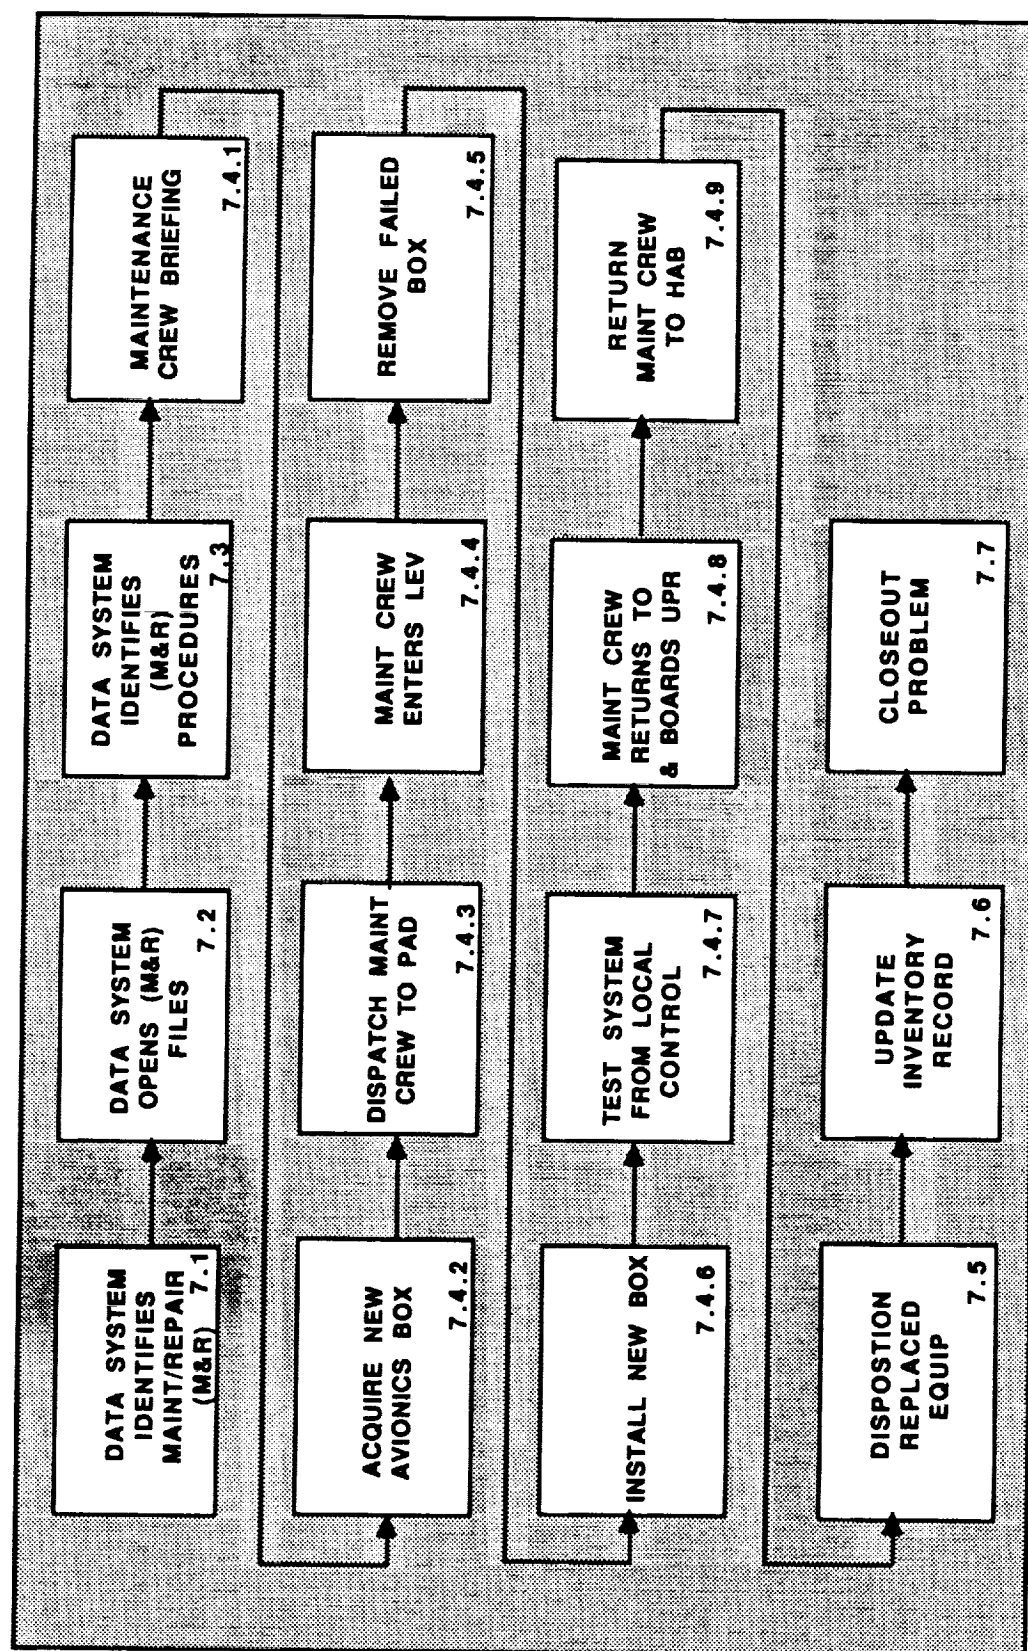 DATA SYSTEM
IDENTIFIES
MAINT/REPAIR
(M&R)
7.1
DATA SYSTEM
OPENS (M&R)
FILES
7.2
DATA SYSTEM
IDENTIFIES
(M&R)
PROCEDURES
7.3
MAINTENANCE
CREW BRIEFING
7.4.1
ACQUIRE NEW
AVIONICS BOX
7.4.2
DISPATCH MAINT
CREW TO PAD
7.4.3
MAINT CREW
ENTERS LEV
7.4.4
REMOVE FAILED
BOX
7.4.5
INSTALL NEW BOX
7.4.6
TEST SYSTEM
FROM LOCAL
CONTROL
7.4.7
MAINT CREW
RETURNS TO
& BOARDS UPR
7.4.8
RETURN
MAINT CREW
TO HAB
7.4.9
DISPOSTION
REPLACED
EQUIP
7.5
UPDATE
INVENTORY
RECORD
7.6
CLOSEOUT
PROBLEM
7.7